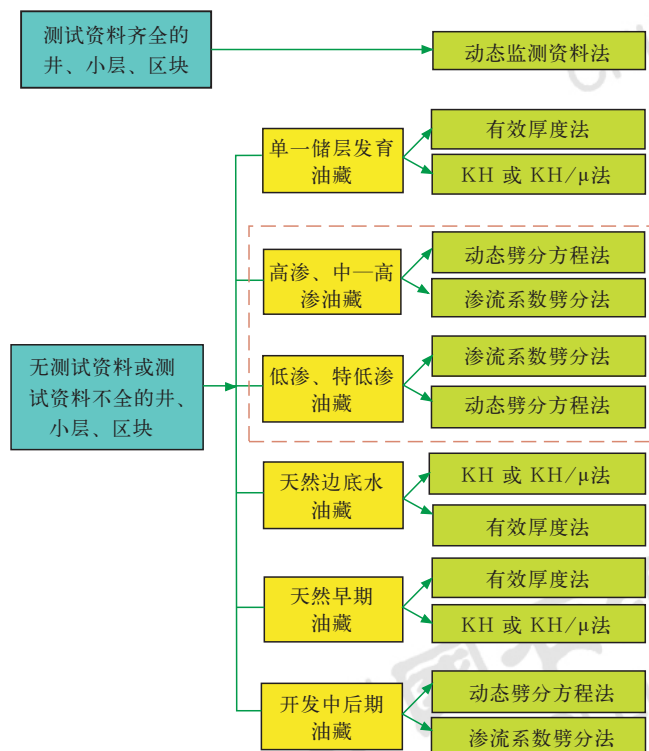 测试资料齐全的
井、小层、区块
动态监测资料法
单一储层发育
油藏
有效厚度法
KH 或 KH/μ法
高渗、中—高
渗油藏
动态劈分方程法
渗流系数劈分法
无测试资料或测
试资料不全的井、
小层、区块
低渗、特低渗
油藏
渗流系数劈分法
动态劈分方程法
天然边底水
油藏
KH 或 KH/μ法
有效厚度法
天然早期
油藏
有效厚度法
KH 或 KH/μ法
开发中后期
油藏
动态劈分方程法
渗流系数劈分法